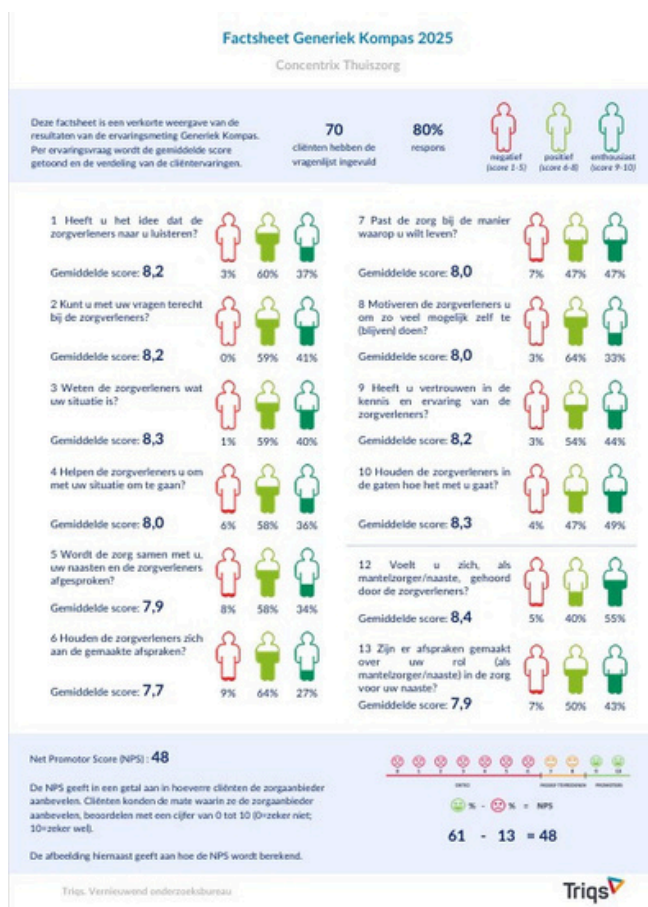 Factsheet Generiek Kompas 2025
Concentrix Thuiszorg
Deze factsheet is een verkorte weergave van de
resultaten van de ervaringsmeting Generiek Kompas.
Per ervaringsvraag wordt de gemiddelde score
getoond en de verdeling van de cliëntervaringen.
70
cliënten hebben de
vragenlijst ingevuld
80%
respons
negatief
(score 1-5)
positief
(score 6-8)
enthousiast
(score 9-10)
1 Heeft u het idee dat de
zorgverleners naar u luisteren?
Gemiddelde score: 8,2
3% 60% 37%
2 Kunt u met uw vragen terecht
bij de zorgverleners?
Gemiddelde score: 8,2
0% 59% 41%
3 Weten de zorgverleners wat
uw situatie is?
Gemiddelde score: 8,3
1% 59% 40%
4 Helpen de zorgverleners u om
met uw situatie om te gaan?
Gemiddelde score: 8,0
6% 58% 36%
5 Wordt de zorg samen met u,
uw naasten en de zorgverleners
afgesproken?
Gemiddelde score: 7,9
8% 58% 34%
6 Houden de zorgverleners zich
aan de gemaakte afspraken?
Gemiddelde score: 7,7
9% 64% 27%
7 Past de zorg bij de manier
waarop u wilt leven?
Gemiddelde score: 8,0
7% 47% 47%
8 Motiveren de zorgverleners u
om zo veel mogelijk zelf te
(blijven) doen?
Gemiddelde score: 8,0
3% 64% 33%
9 Heeft u vertrouwen in de
kennis en ervaring van de
zorgverleners?
Gemiddelde score: 8,2
3% 54% 44%
10 Houden de zorgverleners in
de gaten hoe het met u gaat?
Gemiddelde score: 8,3
4% 47% 49%
12 Voelt u zich, als
mantelzorger/naaste, gehoord
door de zorgverleners?
Gemiddelde score: 8,4
5% 40% 55%
13 Zijn er afspraken gemaakt
over uw rol (als
mantelzorger/naaste) in de zorg
voor uw naaste?
Gemiddelde score: 7,9
7% 50% 43%
Net Promotor Score (NPS) : 48
De NPS geeft in een getal aan in hoeverre cliënten de zorgaanbieder
aanbevelen. Cliënten konden de mate waarin ze de zorgaanbieder
aanbevelen, beoordelen met een cijfer van 0 tot 10 (0=zeker niet;
10=zeker wel).
De afbeelding hiernaast geeft aan hoe de NPS wordt berekend.
0 1 2 3 4 5 6 7 8 9 10
PROMOTERS
% - % = NPS
61 - 13 = 48
Triqs. Vernieuwend onderzoeksbureau
Triqs